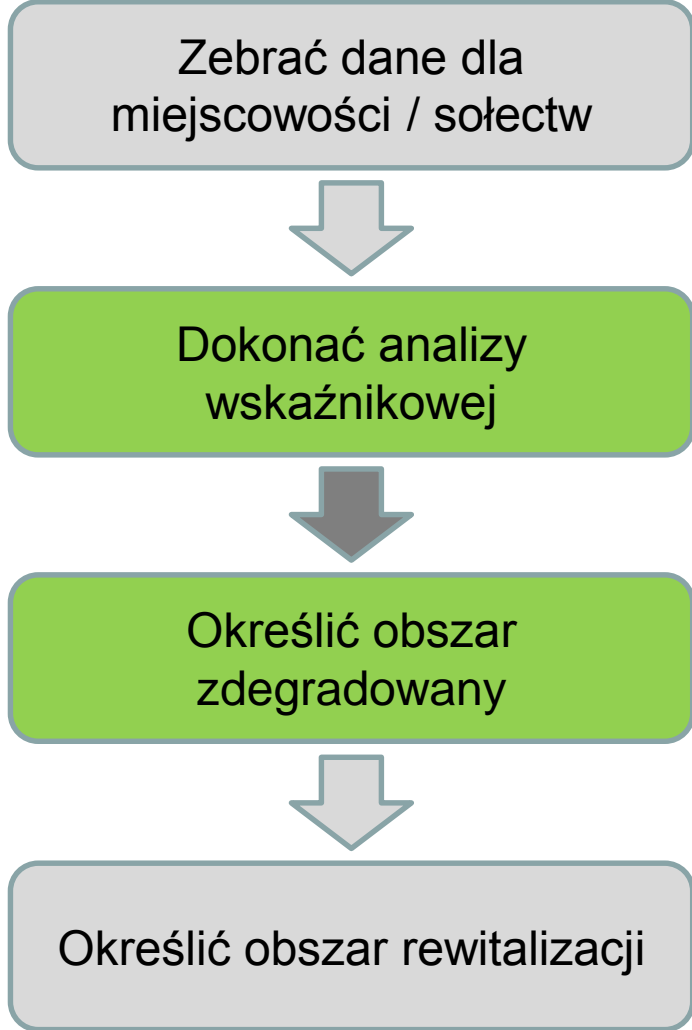 Zebrać dane dla
miejscowości / sołectw
Dokonać analizy
wskaźnikowej
Określić obszar
zdegradowany
Określić obszar rewitalizacji